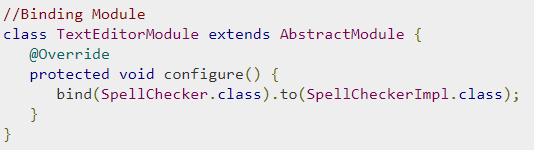 //Binding Module
class TextEditorModule extends AbstractModule {
   @Override
   protected void configure() {
      bind(SpellChecker.class).to(SpellCheckerImpl.class);
   }
}